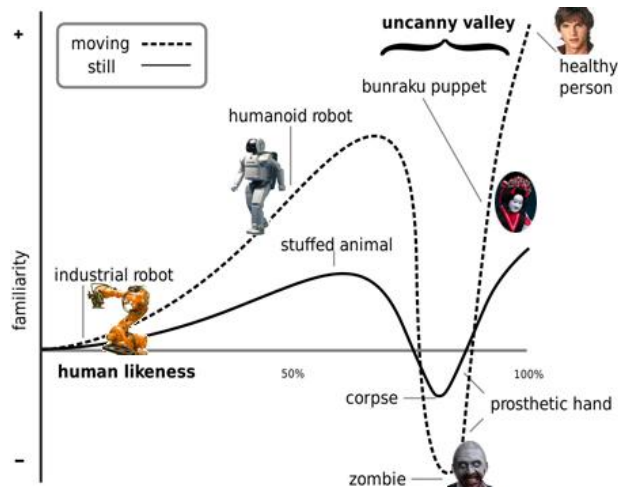 +
uncanny valley
moving
still
healthy
person
bunraku puppet
humanoid robot
stuffed animal
familiarity
industrial robot
human likeness
50%
100%
corpse
prosthetic hand
–
zombie